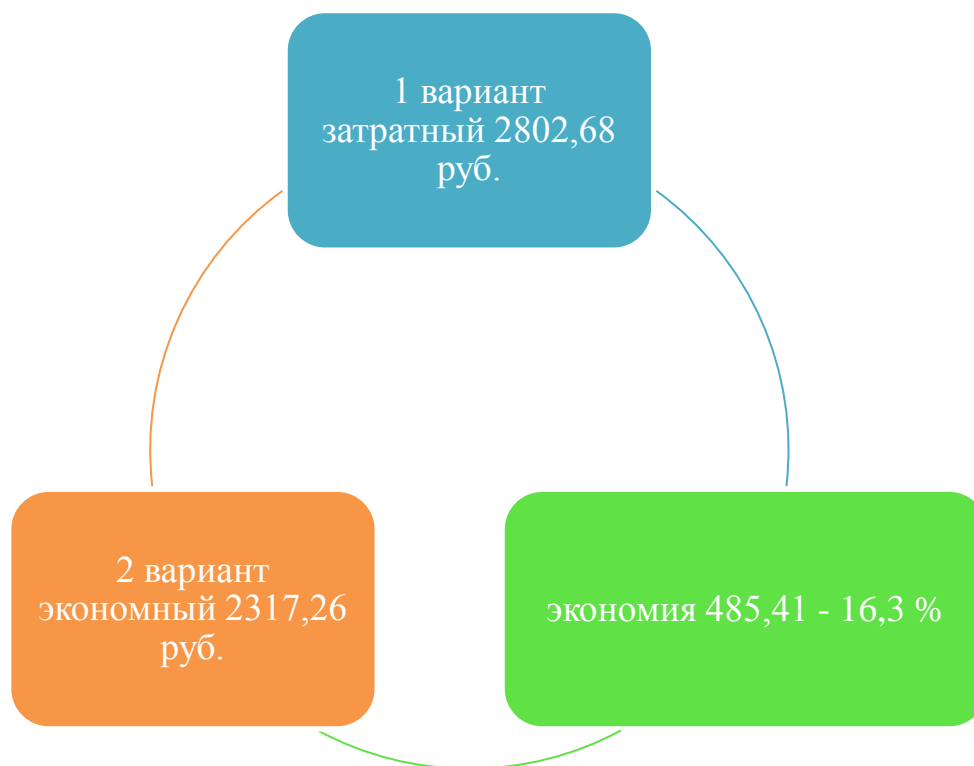 1 вариант
затратный 2802,68
руб.
2 вариант
экономный 2317,26
руб.
экономия 485,41 - 16,3 %